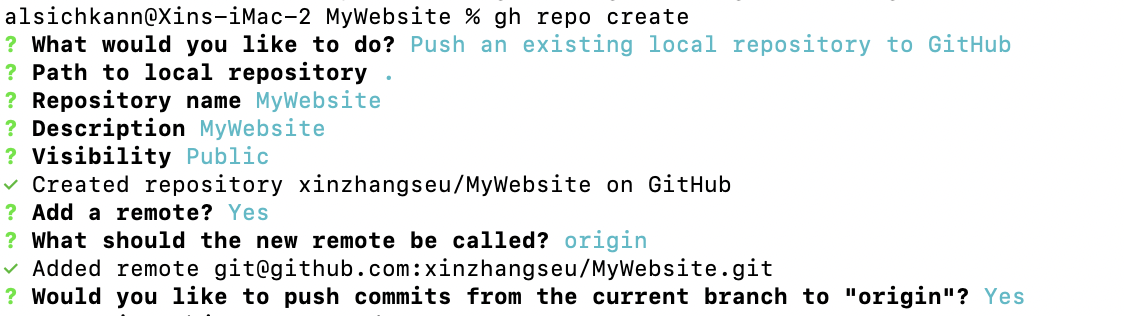 alsichkann@Xins-iMac-2 MyWebsite % gh repo create
? What would you like to do? Push an existing local repository to GitHub
? Path to local repository .
? Repository name MyWebsite
? Description MyWebsite
? Visibility Public
✓ Created repository xinzhangseu/MyWebsite on GitHub
? Add a remote? Yes
? What should the new remote be called? origin
✓ Added remote git@github.com:xinzhangseu/MyWebsite.git
? Would you like to push commits from the current branch to "origin"? Yes